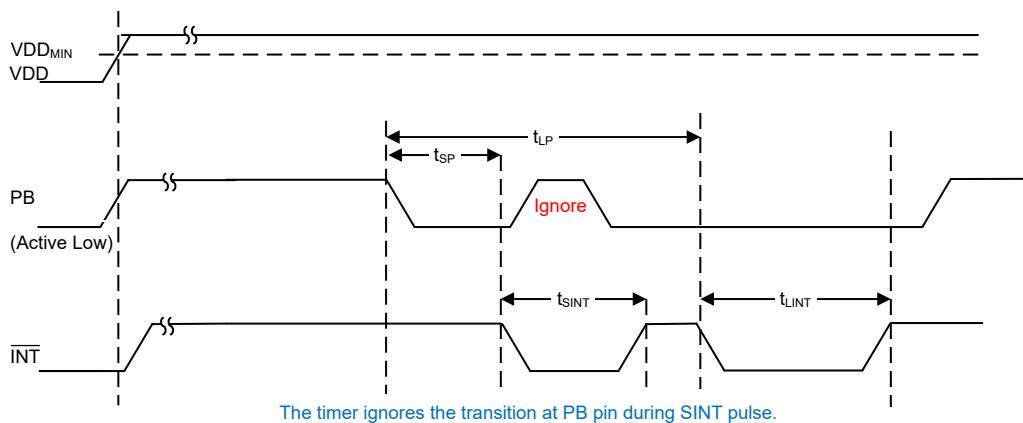 VDDMIN
VDD
tLP
tSP
PB
Ignore
(Active Low)
tSINT
tLINT
INT
The timer ignores the transition at PB pin during SINT pulse.